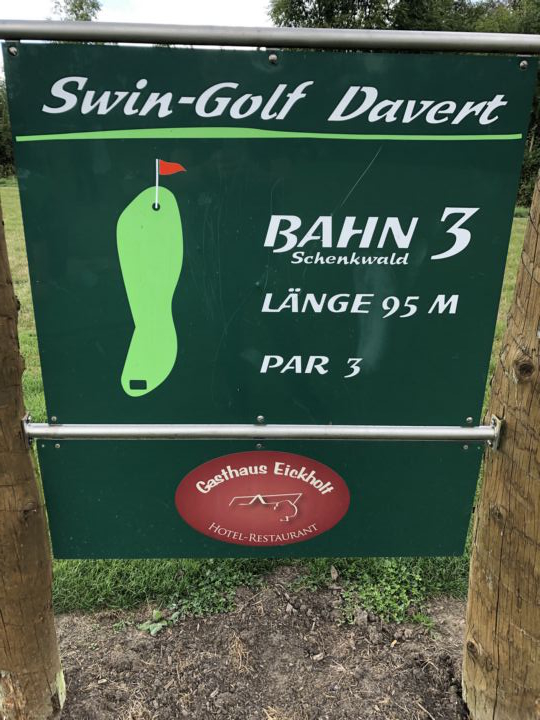 Swin-Golf Davert
BAHN 3
Schenkwald
LÄNGE 95 M
PAR 3
Gasthaus Eickholt
HOTEL-RESTAURANT